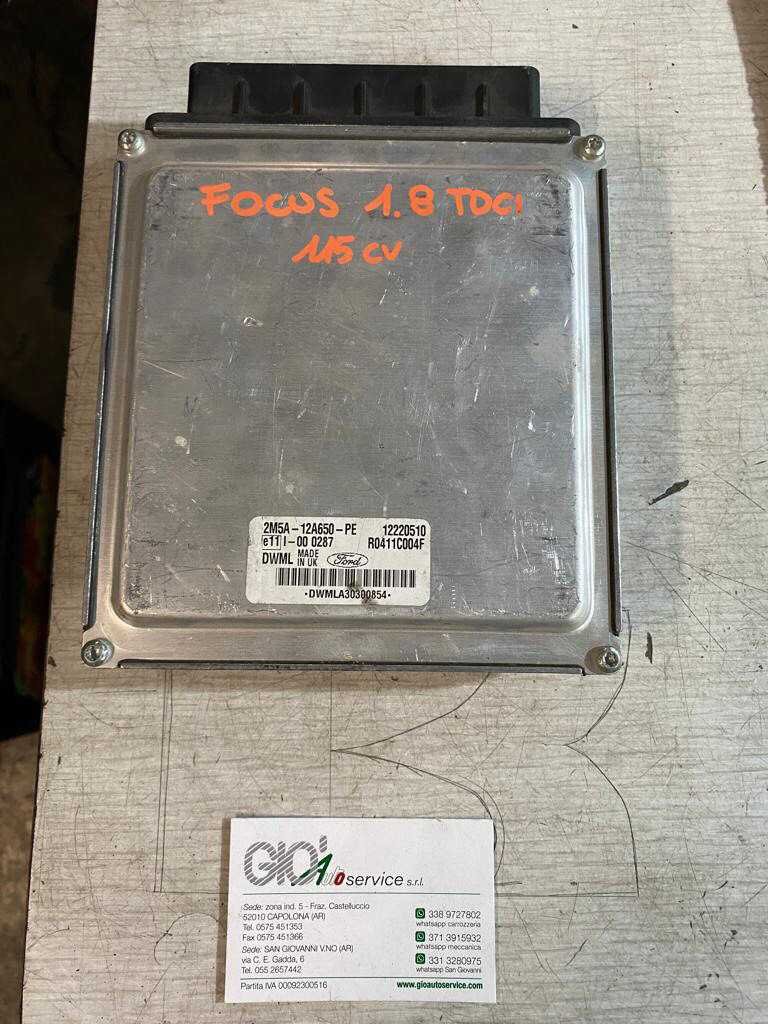 FOCUS 1.8 TDCI
115 CV
2M5A-12A650-PE 12220510
e11 I-00 0287 R0411C004F
DWML MADE IN UK Ford
·DWMLA30300854·
GIO' Autoservice s.r.l.
Sede: zona ind. 5 - Fraz. Castelluccio
52010 CAPOLONA (AR)
Tel. 0575 451353
Fax 0575 451366
Sede: SAN GIOVANNI V.NO (AR)
via C. E. Gadda, 6
Tel. 055 2657442
Partita IVA 00092300516
338 9727802
whatsapp carrozzeria
371 3915932
whatsapp meccanica
331 3280975
whatsapp San Giovanni
www.gioautoservice.com